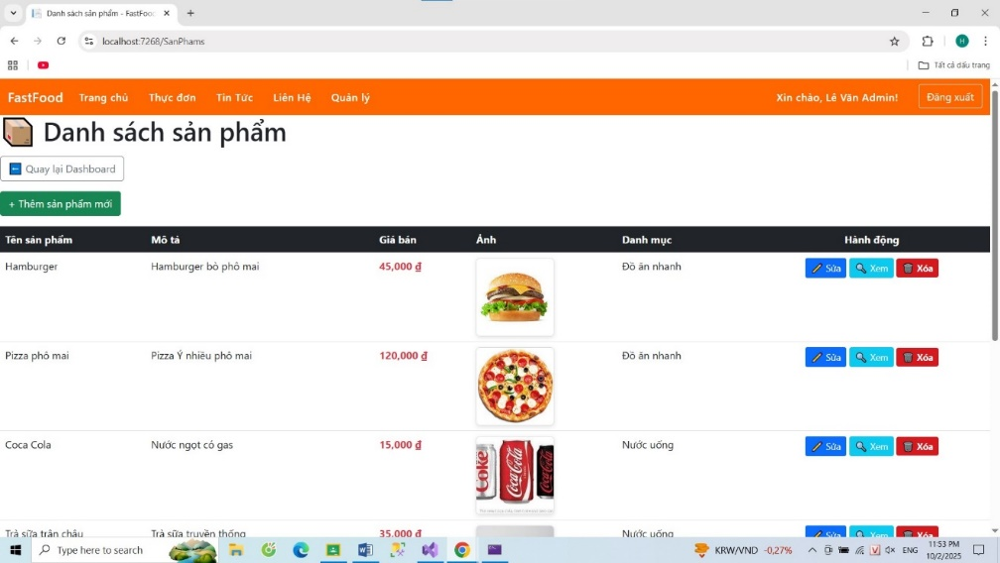 Danh sách sản phẩm - FastFood
localhost:7268/SanPhams
Tất cả dấu trang
FastFood Trang chủ Thực đơn Tin Tức Liên Hệ Quản lý Xin chào, Lê Văn Admin! Đăng xuất
Danh sách sản phẩm
Quay lại Dashboard
+ Thêm sản phẩm mới
Tên sản phẩm Mô tả Giá bán Ảnh Danh mục Hành động
Hamburger Hamburger bò phô mai 45,000 ₫ Đồ ăn nhanh Sửa Xem Xóa
Pizza phô mai Pizza Ý nhiều phô mai 120,000 ₫ Đồ ăn nhanh Sửa Xem Xóa
Coca Cola Nước ngọt có gas 15,000 ₫ Coke Coca-Cola Nước uống Sửa Xem Xóa
Trà sữa trân châu Trà sữa truyền thống 35,000 ₫ Nước uống Sửa Xem Xóa
Type here to search KRW/VND -0,27% ENG 11:53 PM
10/2/2025